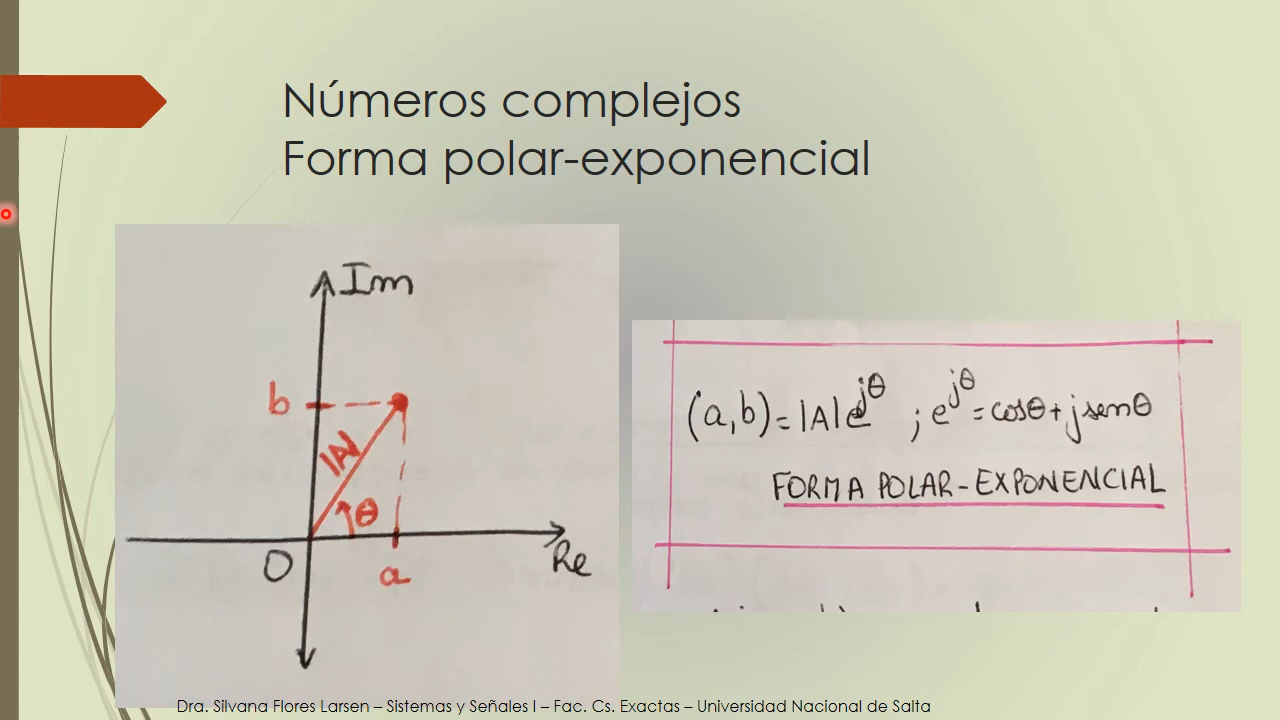 Números complejos
Forma polar-exponencial
Im
b
|A|
θ
O
a
Re
(a,b)=|A|e^jθ ; e^jθ = cosθ + j senθ
FORMA POLAR-EXPONENCIAL
Dra. Silvana Flores Larsen – Sistemas y Señales I – Fac. Cs. Exactas – Universidad Nacional de Salta